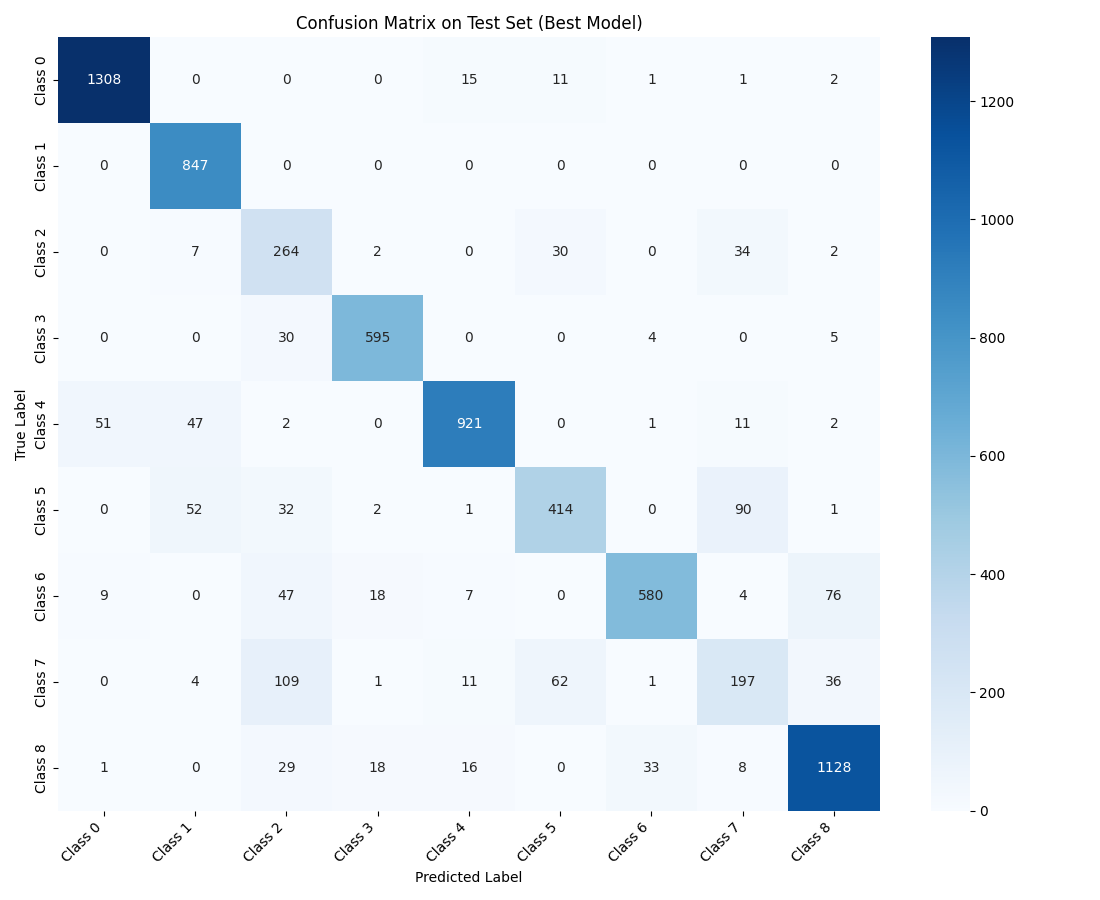 Confusion Matrix on Test Set (Best Model)
Class 0 1308 0 0 0 15 11 1 1 2
Class 1 0 847 0 0 0 0 0 0 0
Class 2 0 7 264 2 0 30 0 34 2
Class 3 0 0 30 595 0 0 4 0 5
Class 4 51 47 2 0 921 0 1 11 2
Class 5 0 52 32 2 1 414 0 90 1
Class 6 9 0 47 18 7 0 580 4 76
Class 7 0 4 109 1 11 62 1 197 36
Class 8 1 0 29 18 16 0 33 8 1128
True Label
Class 0 Class 1 Class 2 Class 3 Class 4 Class 5 Class 6 Class 7 Class 8
Predicted Label
1200
1000
800
600
400
200
0